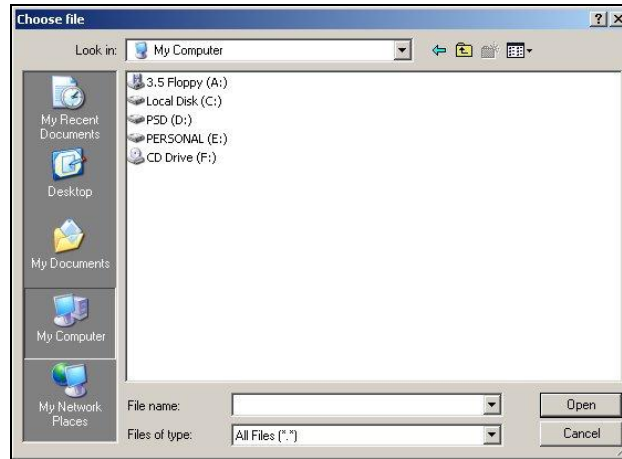 Choose file
Look in: My Computer
3.5 Floppy (A:)
Local Disk (C:)
PSD (D:)
PERSONAL (E:)
CD Drive (F:)
My Recent
Documents
Desktop
My Documents
My Computer
My Network
Places
File name:
Open
Files of type: All Files (*.*)
Cancel